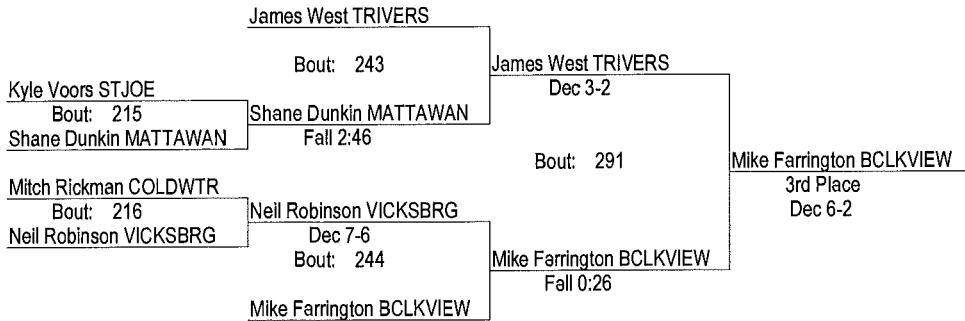 James West TRIVERS
Bout: 243
James West TRIVERS
Dec 3-2
Kyle Voors STJOE
Bout: 215
Shane Dunkin MATTAWAN
Shane Dunkin MATTAWAN
Fall 2:46
Bout: 291
Mike Farrington BCLKVIEW
3rd Place
Dec 6-2
Mitch Rickman COLDWTR
Bout: 216
Neil Robinson VICKSBRG
Neil Robinson VICKSBRG
Dec 7-6
Bout: 244
Mike Farrington BCLKVIEW
Fall 0:26
Mike Farrington BCLKVIEW